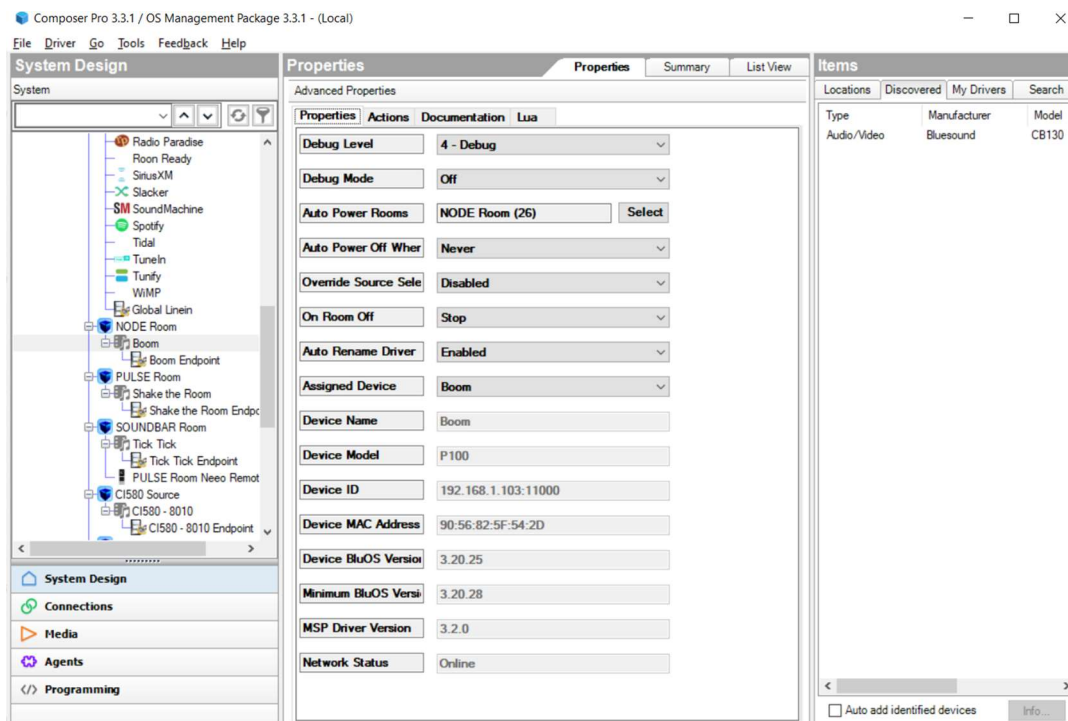 Composer Pro 3.3.1 / OS Management Package 3.3.1 - (Local)
File Driver Go Tools Feedback Help
System Design
System
Radio Paradise
Roon Ready
SiriusXM
Slacker
SM SoundMachine
Spotify
Tidal
TuneIn
Tunify
WiMP
Global Linein
NODE Room
Boom
Boom Endpoint
PULSE Room
Shake the Room
Shake the Room Endpc
SOUNDBAR Room
Tick Tick
Tick Tick Endpoint
PULSE Room Neeo Remot
CI580 Source
CI580 - 8010
CI580 - 8010 Endpoint
System Design
Connections
Media
Agents
Programming
Properties Properties Summary List View
Advanced Properties
Properties Actions Documentation Lua
Debug Level 4 - Debug
Debug Mode Off
Auto Power Rooms NODE Room (26) Select
Auto Power Off Wher Never
Override Source Sele Disabled
On Room Off Stop
Auto Rename Driver Enabled
Assigned Device Boom
Device Name Boom
Device Model P100
Device ID 192.168.1.103:11000
Device MAC Address 90:56:82:5F:54:2D
Device BluOS Version 3.20.25
Minimum BluOS Versi 3.20.28
MSP Driver Version 3.2.0
Network Status Online
Items
Locations Discovered My Drivers Search
Type Manufacturer Model
Audio/Video Bluesound CB130
Auto add identified devices Info...